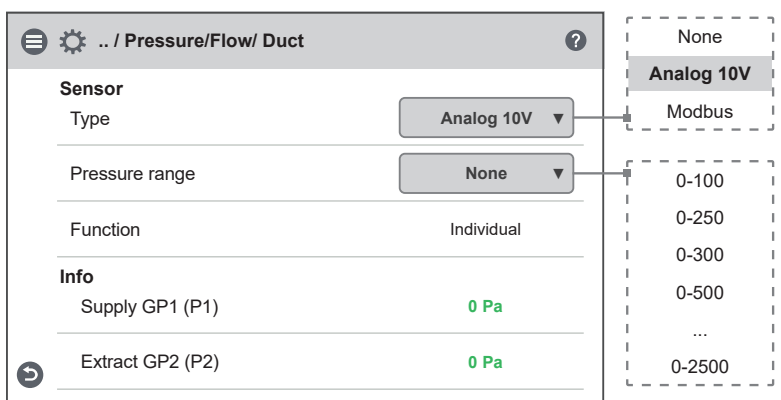 .. / Pressure/Flow/ Duct ?
Sensor
Type Analog 10V ▼
Pressure range None ▼
Function Individual
Info
Supply GP1 (P1) 0 Pa
Extract GP2 (P2) 0 Pa
None
Analog 10V
Modbus
0-100
0-250
0-300
0-500
...
0-2500